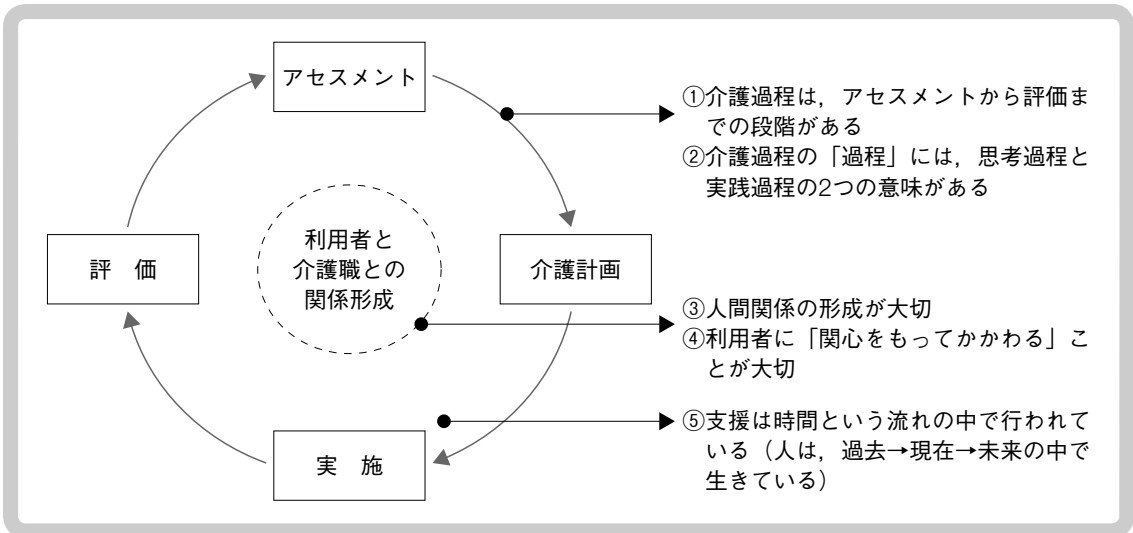 アセスメント
①介護過程は，アセスメントから評価ま
での段階がある
②介護過程の「過程」には，思考過程と
実践過程の2つの意味がある
利用者と
介護職との
関係形成
評　価
介護計画
③人間関係の形成が大切
④利用者に「関心をもってかかわる」こ
とが大切
⑤支援は時間という流れの中で行われて
いる（人は，過去→現在→未来の中で
生きている）
実　施